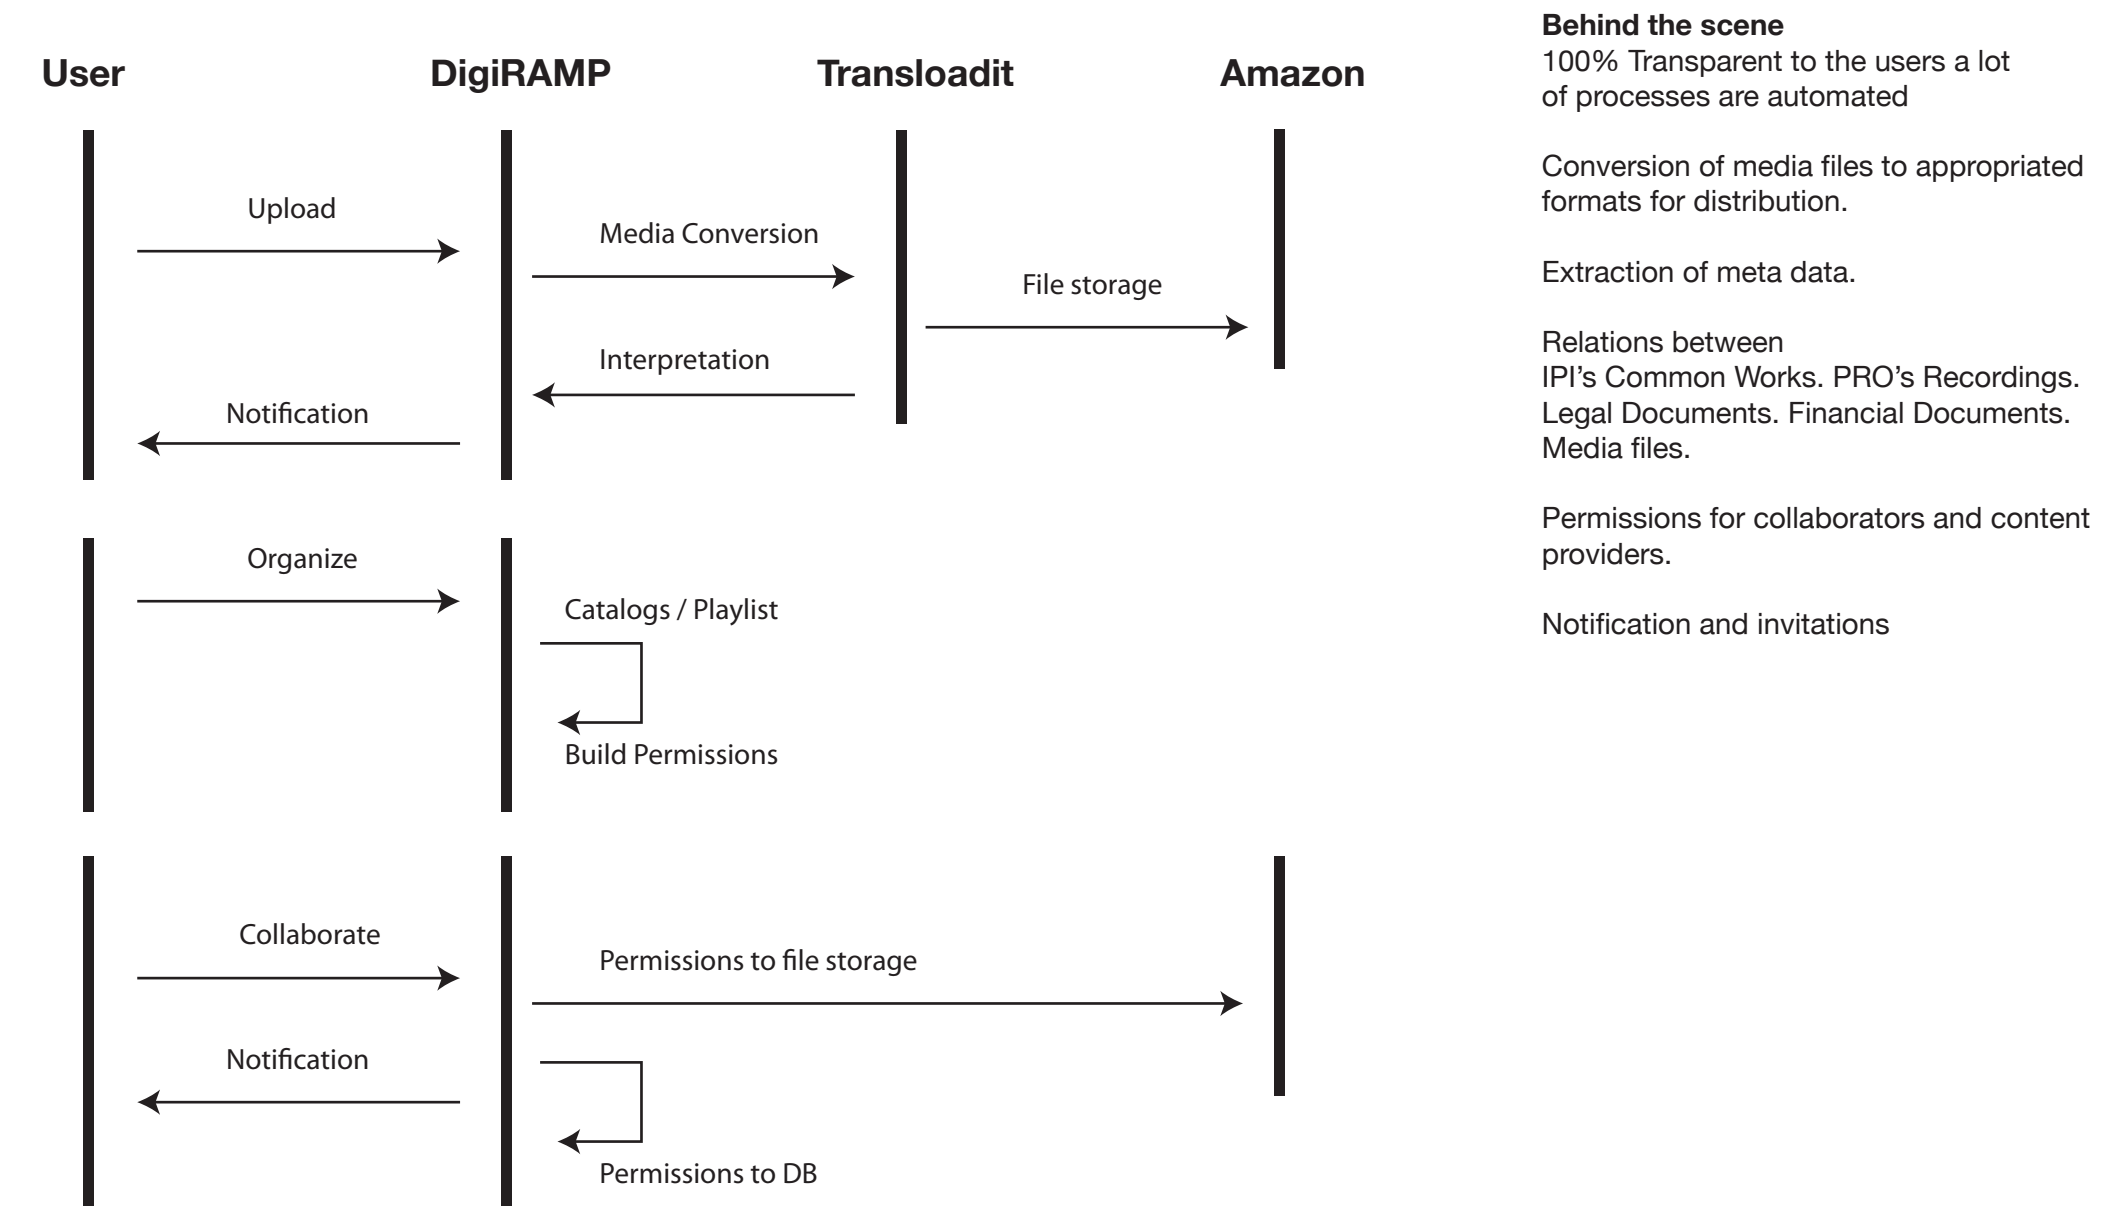 User
DigiRAMP
Transloadit
Amazon
Upload
Media Conversion
File storage
Interpretation
Notification
Organize
Catalogs / Playlist
Build Permissions
Collaborate
Permissions to file storage
Notification
Permissions to DB
Behind the scene
100% Transparent to the users a lot
of processes are automated
Conversion of media files to appropriated
formats for distribution.
Extraction of meta data.
Relations between
IPI’s Common Works. PRO’s Recordings.
Legal Documents. Financial Documents.
Media files.
Permissions for collaborators and content
providers.
Notification and invitations